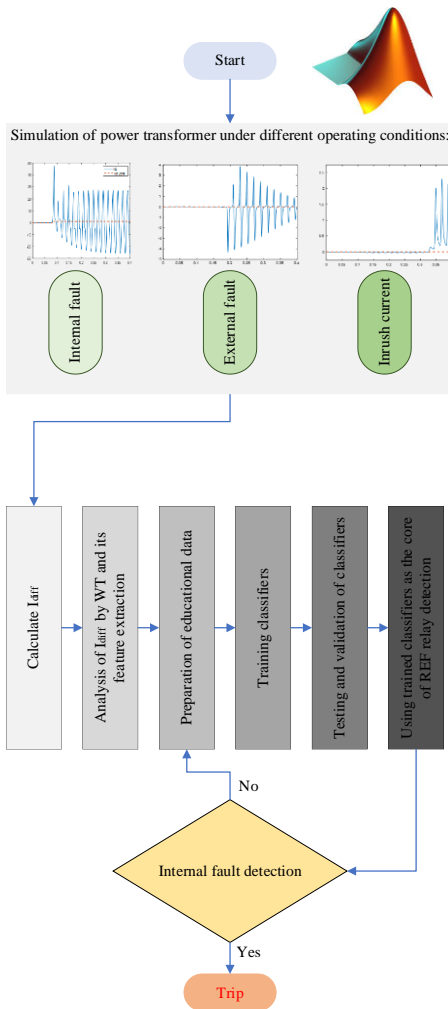 Start
Simulation of power transformer under different operating conditions:
Internal fault
External fault
Inrush current
Calculate Idiff
Analysis of Idiff by WT and its
feature extraction
Preparation of educational data
Training classifiers
Testing and validation of classifiers
Using trained classifiers as the core
of REF relay detection
No
Internal fault detection
Yes
Trip